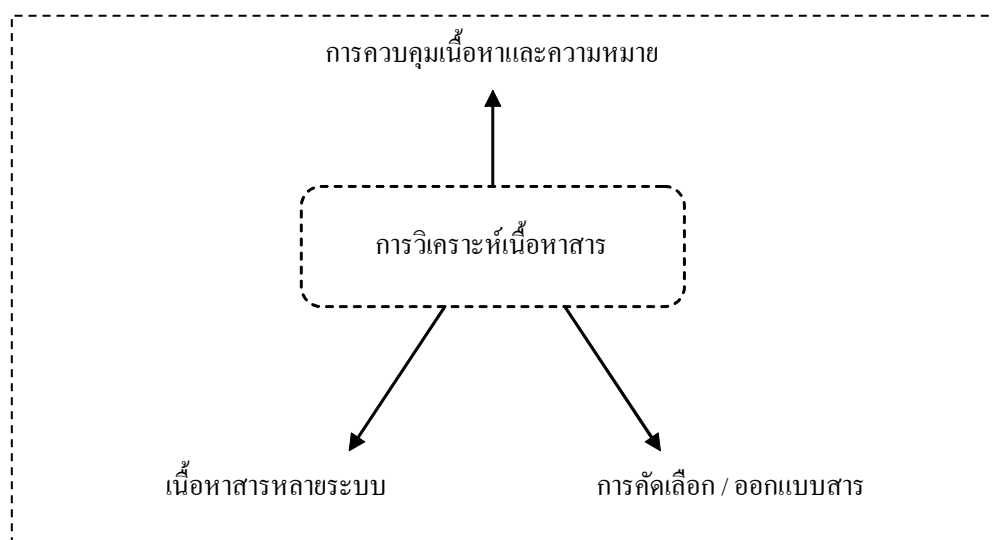 การควบคุมเนื้อหาและความหมาย
การวิเคราะห์เนื้อหาสาร
เนื้อหาสารหลายระบบ
การคัดเลือก / ออกแบบสาร